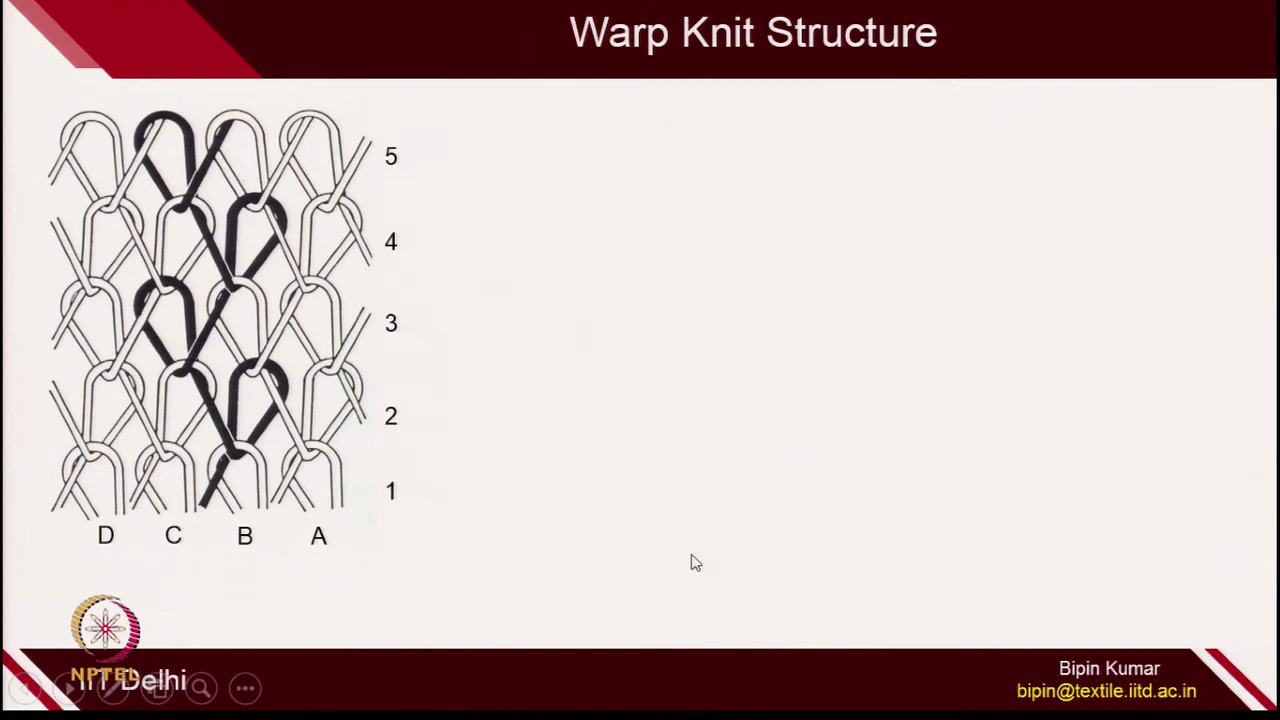 Warp Knit Structure
5
4
3
2
1
D C B A
NPTEL
IIT Delhi
Bipin Kumar
bipin@textile.iitd.ac.in